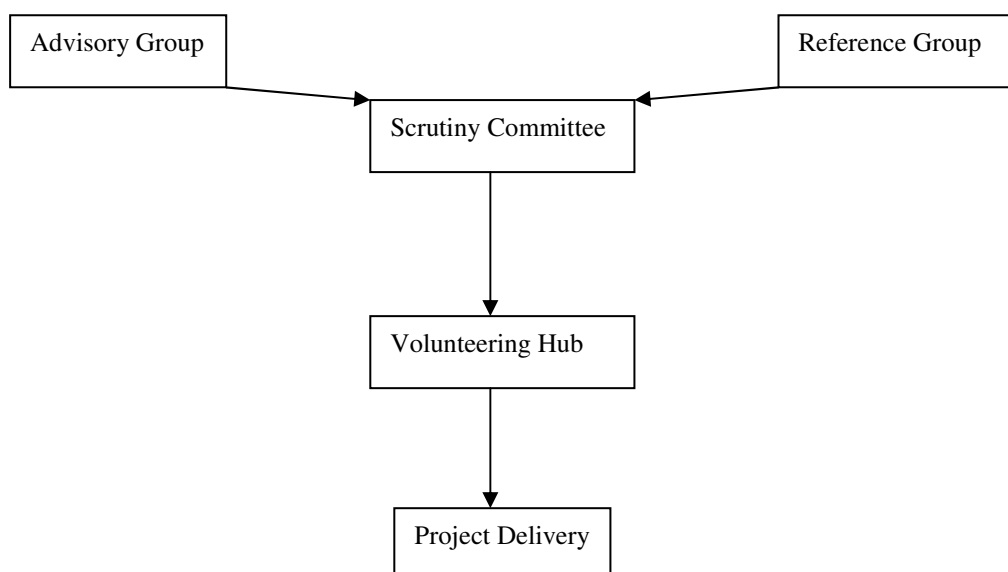 Advisory Group
Reference Group
Scrutiny Committee
Volunteering Hub
Project Delivery